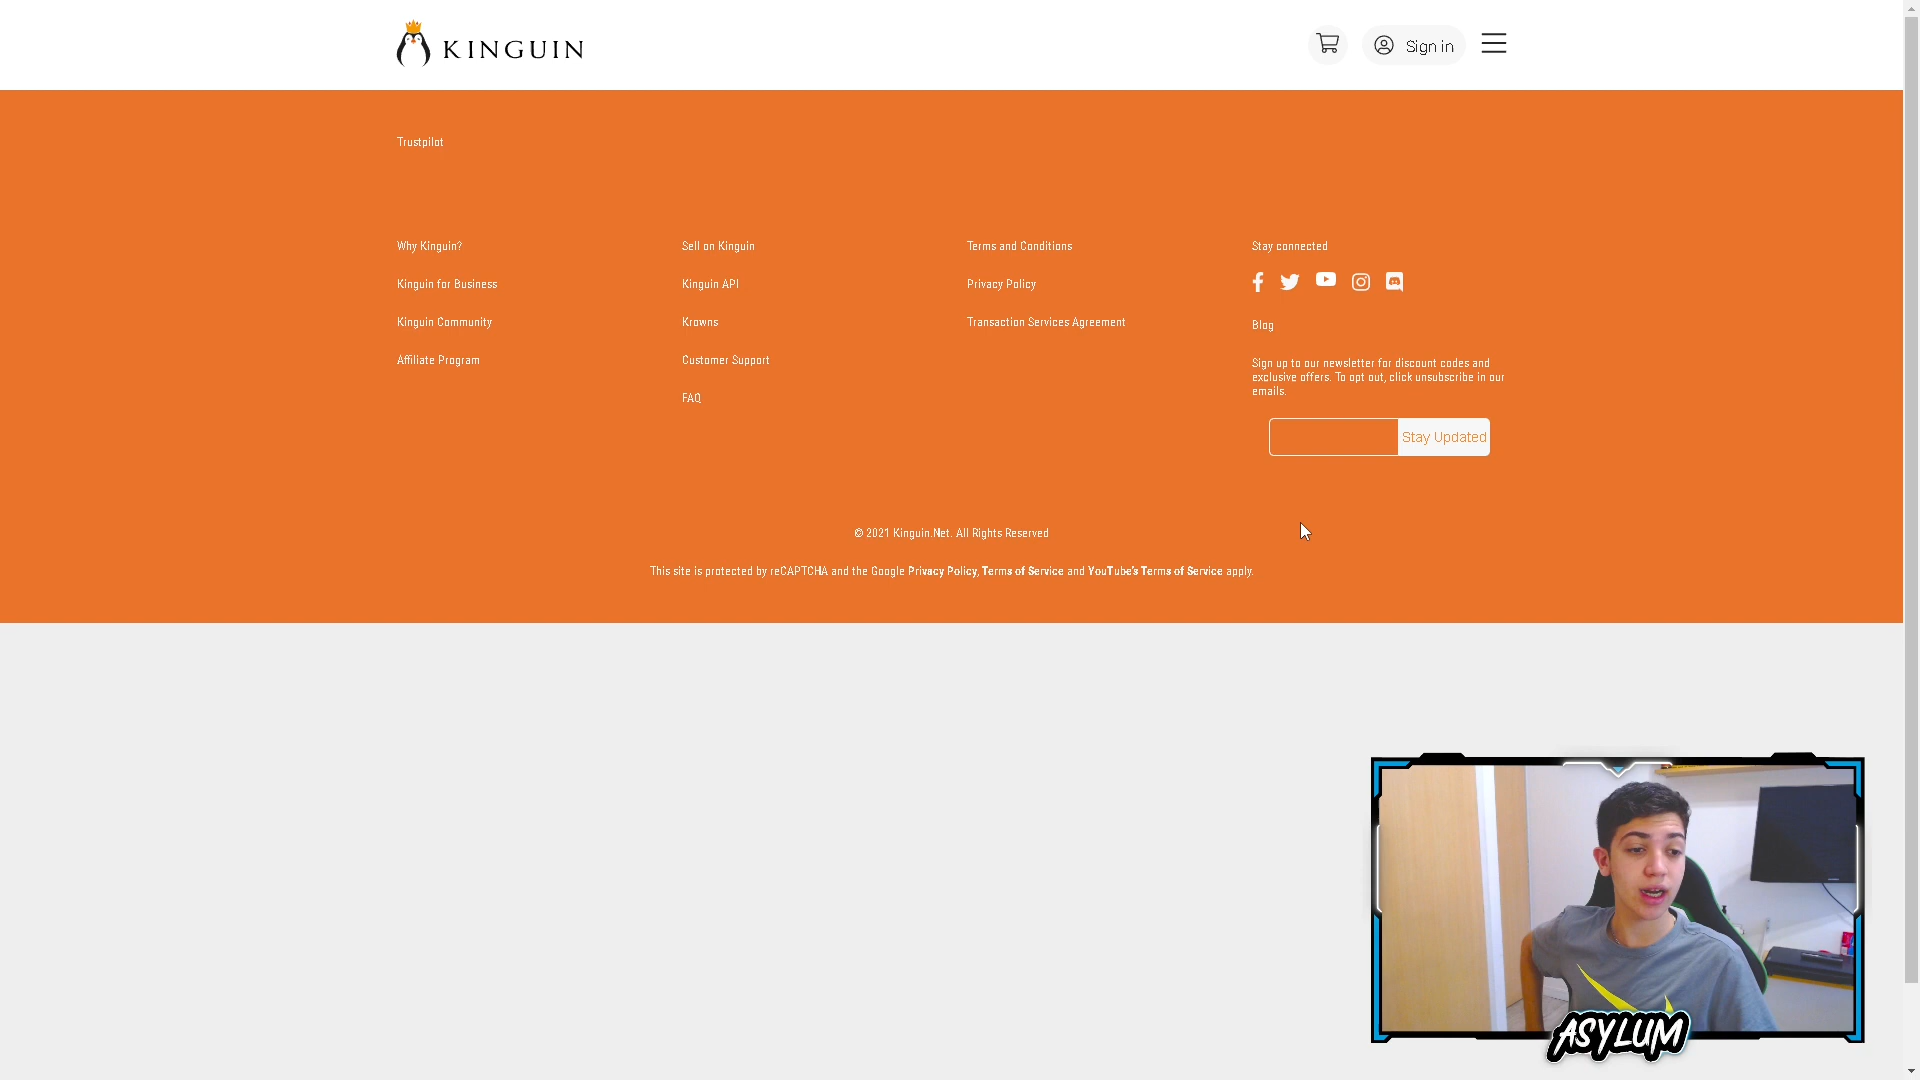 KINGUIN
Sign in
Trustpilot
Why Kinguin?
Kinguin for Business
Kinguin Community
Affiliate Program
Sell on Kinguin
Kinguin API
Krowns
Customer Support
FAQ
Terms and Conditions
Privacy Policy
Transaction Services Agreement
Stay connected
Blog
Sign up to our newsletter for discount codes and
exclusive offers. To opt out, click unsubscribe in our
emails.
Stay Updated
© 2021 Kinguin.Net. All Rights Reserved
This site is protected by reCAPTCHA and the Google Privacy Policy, Terms of Service and YouTube's Terms of Service apply.
ASYLUM